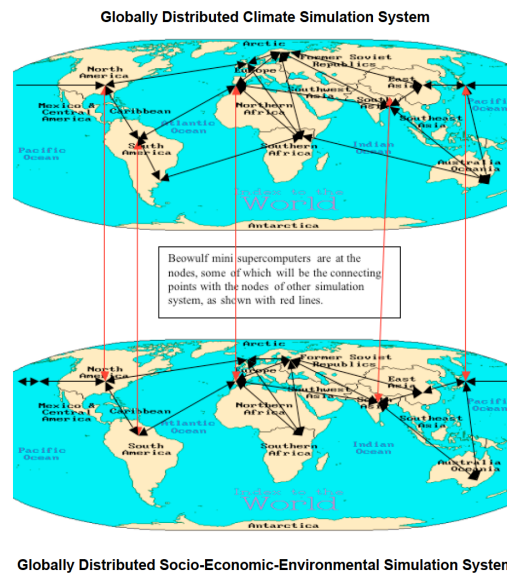 Globally Distributed Climate Simulation System
Arctic
North
America
Europe
Former Soviet
Republics
East
Asia
Southwest
Asia
South
Asia
Mexico &
Central
America
Caribbean
Northern
Africa
Southeast
Asia
Pacifi
Ocean
Atlantic
Ocean
Pacific
Ocean
South
America
Southern
Africa
Indian
Ocean
Australia
Oceania
Index to the
World
Antarctica
Beowulf mini supercomputers are at the
nodes, some of which will be the connecting
points with the nodes of other simulation
system, as shown with red lines.
Arctic
North
America
Europe
Former Soviet
Republics
East
Asia
Southwest
Asia
South
Asia
Mexico &
Central
America
Caribbean
Northern
Africa
Southeast
Asia
Pacifi
Ocean
Atlantic
Ocean
Pacific
Ocean
South
America
Southern
Africa
Indian
Ocean
Australia
Oceania
Index to the
World
Antarctica
Globally Distributed Socio-Economic-Environmental Simulation System